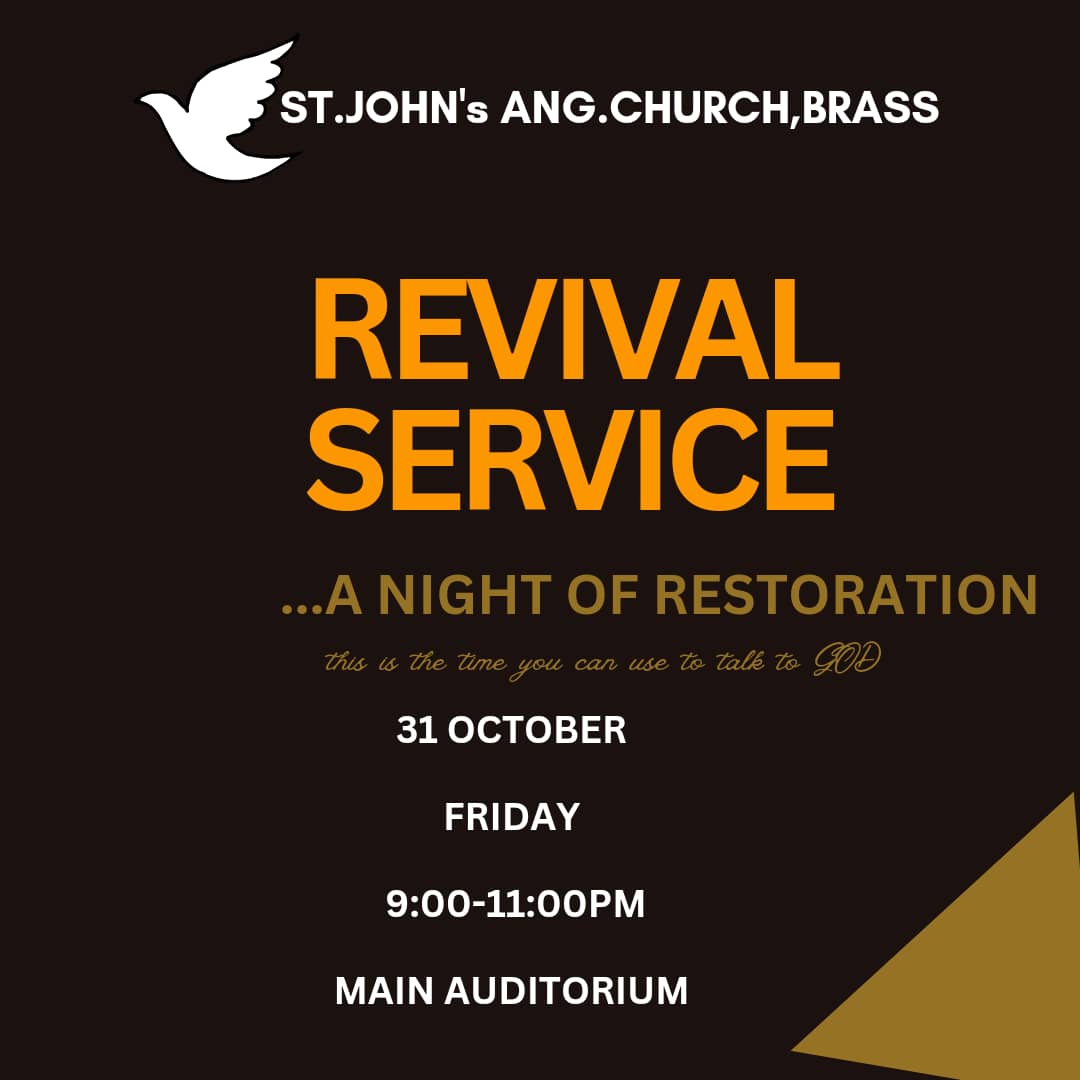 ST.JOHN's ANG.CHURCH,BRASS
REVIVAL
SERVICE
...A NIGHT OF RESTORATION
this is the time you can use to talk to GOD
31 OCTOBER
FRIDAY
9:00-11:00PM
MAIN AUDITORIUM